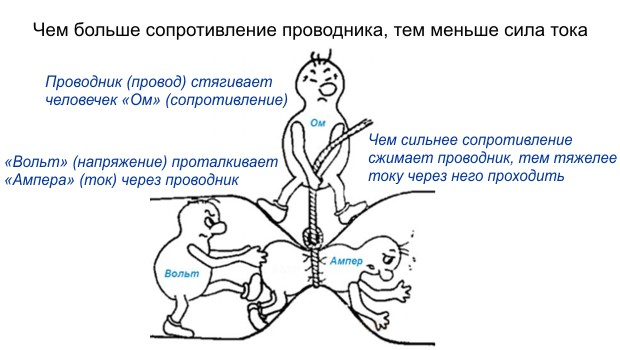 Чем больше сопротивление проводника, тем меньше сила тока
Проводник (провод) стягивает
человечек «Ом» (сопротивление)
Ом
Чем сильнее сопротивление
сжимает проводник, тем тяжелее
току через него проходить
«Вольт» (напряжение) проталкивает
«Ампера» (ток) через проводник
Вольт
Ампер